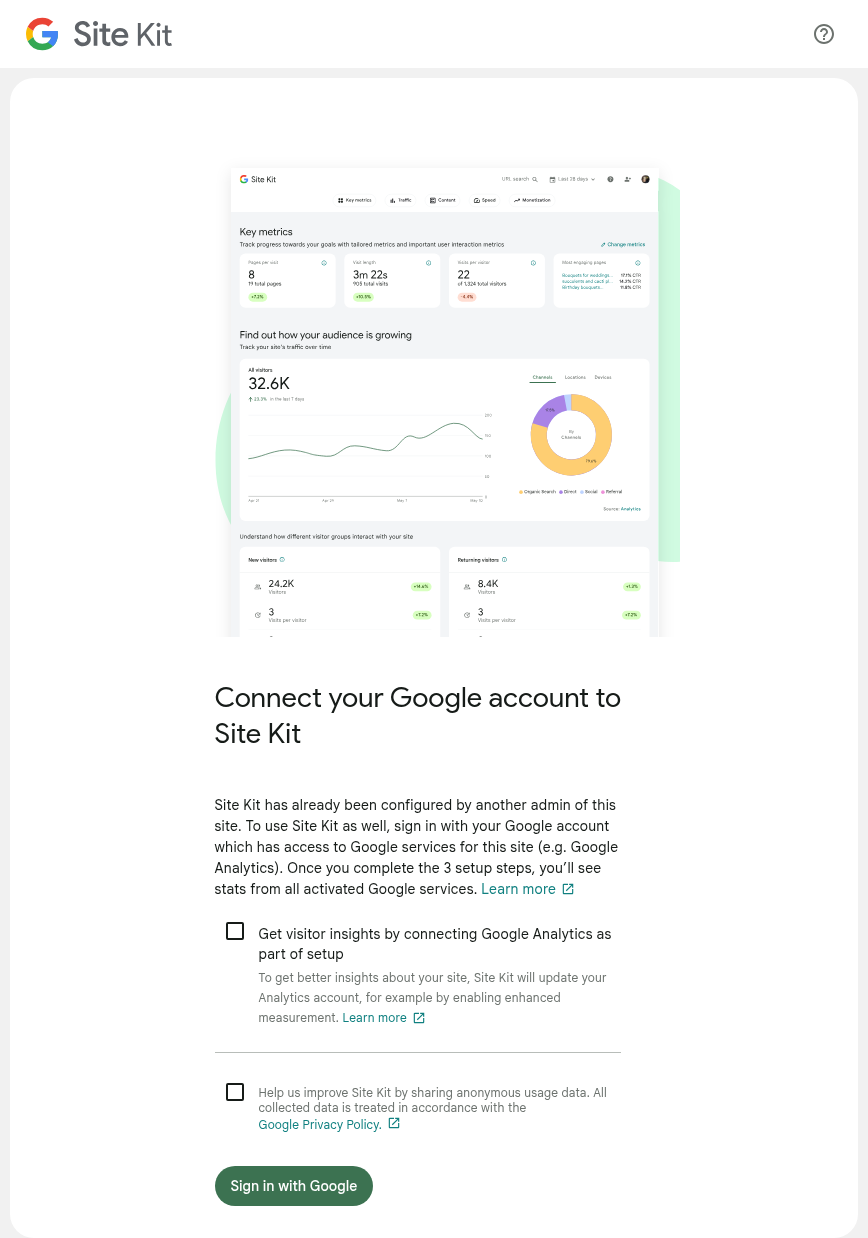 Site Kit
Site Kit
URL search
Last 28 days
Key metrics
Traffic
Content
Speed
Monetization
Key metrics
Track progress towards your goals with tailored metrics and important user interaction metrics
Change metrics
Pages per visit
8
19 total pages
+7.2%
Visit length
3m 22s
905 total visits
+10.5%
Visits per visitor
22
of 1,324 total visitors
-4.4%
Most engaging pages
Bouquets for weddings... 17.1% CTR
succulents and cacti pl... 14.3% CTR
Birthday bouquets... 11.8% CTR
Find out how your audience is growing
Track your site's traffic over time
All visitors
32.6K
23.3% in the last 7 days
Channels
Locations
Devices
200
150
100
50
0
Apr 21
May 1
By
Channels
Organic Search
Direct
Social
Referral
Source: Analytics
Understand how different visitor groups interact with your site
New visitors
24.2K
Visitors
+14.6%
3
Visits per visitor
+7.2%
Returning visitors
8.4K
Visitors
+1.3%
3
Visits per visitor
+7.2%
Connect your Google account to
Site Kit
Site Kit has already been configured by another admin of this
site. To use Site Kit as well, sign in with your Google account
which has access to Google services for this site (e.g. Google
Analytics). Once you complete the 3 setup steps, you’ll see
stats from all activated Google services. Learn more
Get visitor insights by connecting Google Analytics as
part of setup
To get better insights about your site, Site Kit will update your
Analytics account, for example by enabling enhanced
measurement. Learn more
Help us improve Site Kit by sharing anonymous usage data. All
collected data is treated in accordance with the
Google Privacy Policy.
Sign in with Google